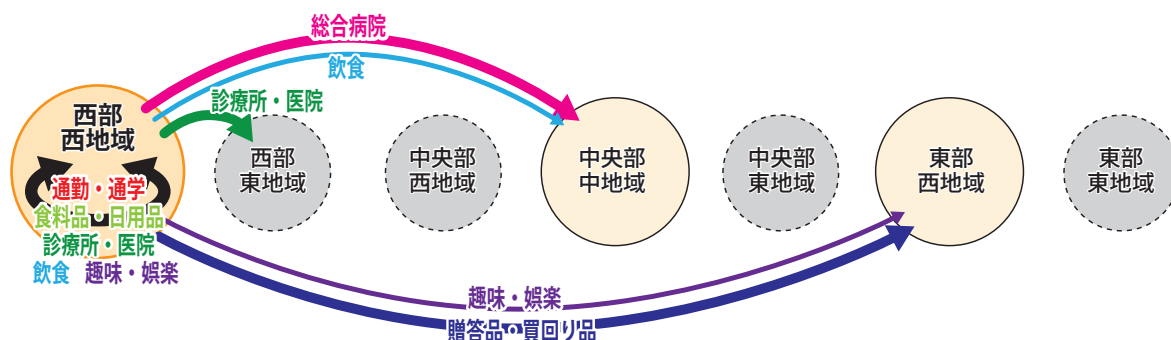 総合病院
飲食
診療所・医院
西部
西地域
通勤・通学
食料品・日用品
診療所・医院
飲食 趣味・娯楽
西部
東地域
中央部
西地域
中央部
中地域
中央部
東地域
東部
西地域
東部
東地域
趣味・娯楽
贈答品・買回り品